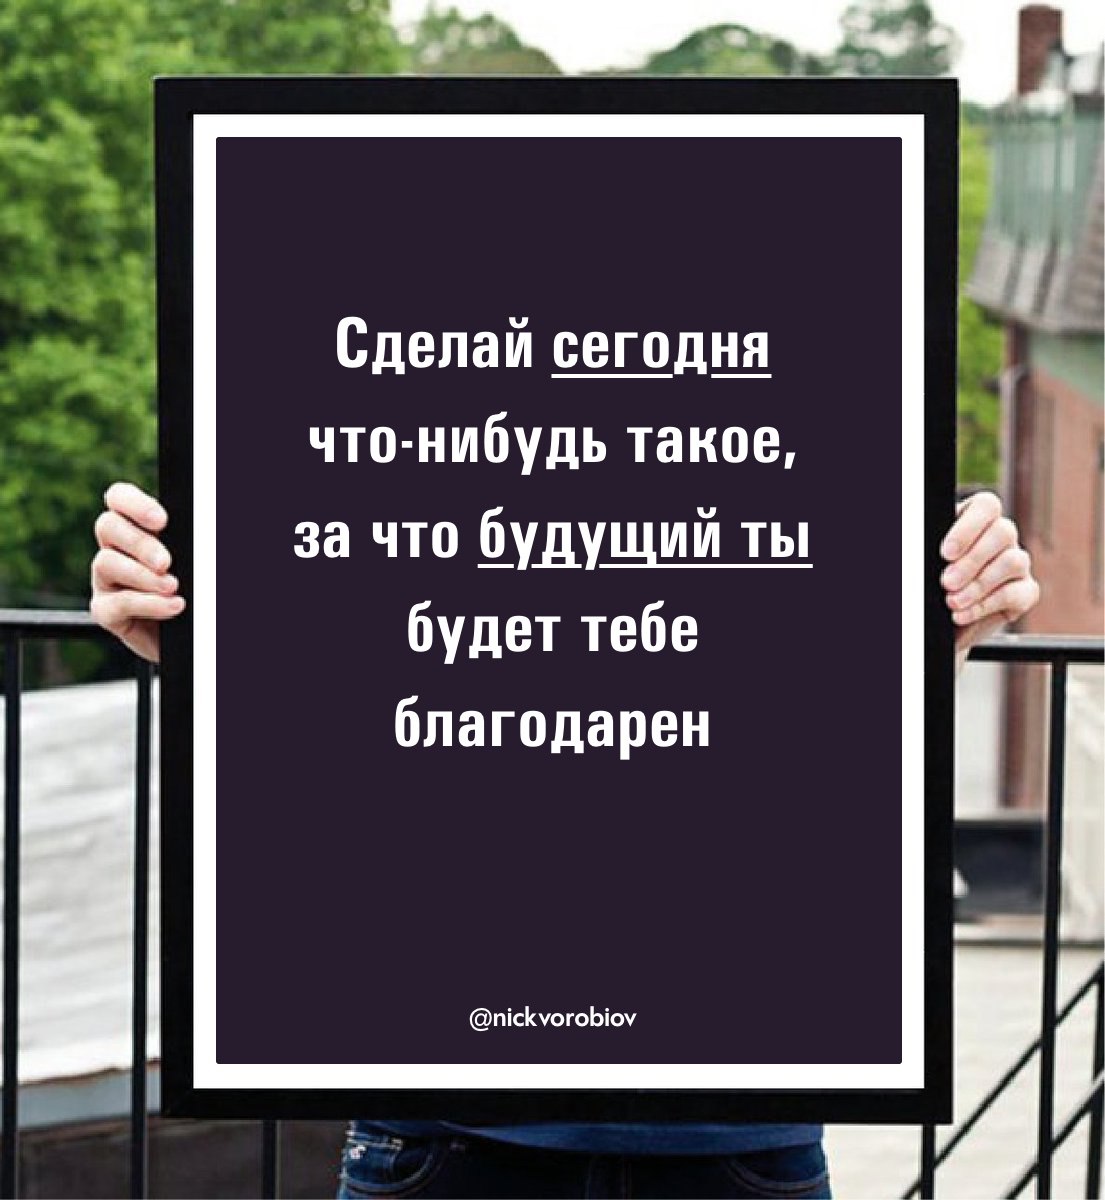 Сделай сегодня
что-нибудь такое,
за что будущий ты
будет тебе
благодарен
@nickvorobiov